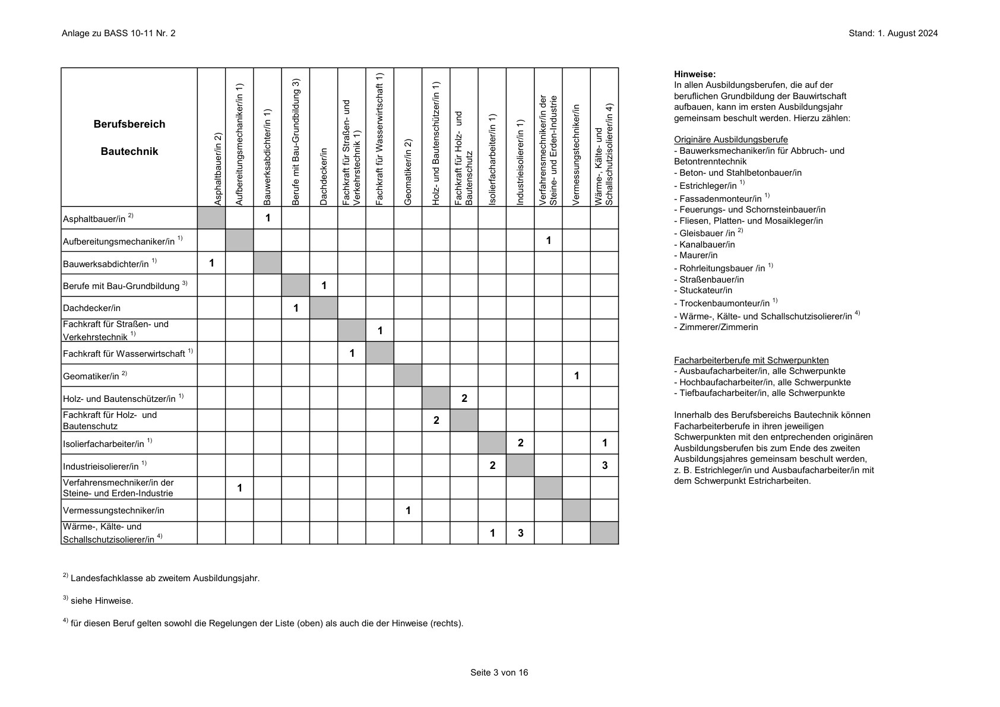 Anlage zu BASS 10-11 Nr. 2
Stand: 1. August 2024
Berufsbereich
Bautechnik
Asphaltbauer/in 2)
Aufbereitungsmechaniker/in 1)
Bauwerksabdichter/in 1)
Berufe mit Bau-Grundbildung 3)
Dachdecker/in
Fachkraft für Straßen- und
Verkehrstechnik 1)
Fachkraft für Wasserwirtschaft 1)
Geomatiker/in 2)
Holz- und Bautenschützer/in 1)
Fachkraft für Holz- und
Bautenschutz
Isolierfacharbeiter/in 1)
Industrieisolierer/in 1)
Verfahrensmechniker/in der
Steine- und Erden-Industrie
Vermessungstechniker/in
Wärme-, Kälte- und
Schallschutzisolierer/in 4)
Asphaltbauer/in 2) 1
Aufbereitungsmechaniker/in 1) 1
Bauwerksabdichter/in 1) 1
Berufe mit Bau-Grundbildung 3) 1
Dachdecker/in 1
Fachkraft für Straßen- und
Verkehrstechnik 1) 1
Fachkraft für Wasserwirtschaft 1) 1
Geomatiker/in 2) 1
Holz- und Bautenschützer/in 1) 2
Fachkraft für Holz- und
Bautenschutz 2
Isolierfacharbeiter/in 1) 2 1
Industrieisolierer/in 1) 2 3
Verfahrensmechniker/in der
Steine- und Erden-Industrie 1
Vermessungstechniker/in 1
Wärme-, Kälte- und
Schallschutzisolierer/in 4) 1 3
Hinweise:
In allen Ausbildungsberufen, die auf der
beruflichen Grundbildung der Bauwirtschaft
aufbauen, kann im ersten Ausbildungsjahr
gemeinsam beschult werden. Hierzu zählen:
Originäre Ausbildungsberufe
- Bauwerksmechaniker/in für Abbruch- und
Betontrenntechnik
- Beton- und Stahlbetonbauer/in
- Estrichleger/in 1)
- Fassadenmonteur/in 1)
- Feuerungs- und Schornsteinbauer/in
- Fliesen, Platten- und Mosaikleger/in
- Gleisbauer /in 2)
- Kanalbauer/in
- Maurer/in
- Rohrleitungsbauer /in 1)
- Straßenbauer/in
- Stuckateur/in
- Trockenbaumonteur/in 1)
- Wärme-, Kälte- und Schallschutzisolierer/in 4)
- Zimmerer/Zimmerin
Facharbeiterberufe mit Schwerpunkten
- Ausbaufacharbeiter/in, alle Schwerpunkte
- Hochbaufacharbeiter/in, alle Schwerpunkte
- Tiefbaufacharbeiter/in, alle Schwerpunkte
Innerhalb des Berufsbereichs Bautechnik können
Facharbeiterberufe in ihren jeweiligen
Schwerpunkten mit den entprechenden originären
Ausbildungsberufen bis zum Ende des zweiten
Ausbildungsjahres gemeinsam beschult werden,
z. B. Estrichleger/in und Ausbaufacharbeiter/in mit
dem Schwerpunkt Estricharbeiten.
2) Landesfachklasse ab zweitem Ausbildungsjahr.
3) siehe Hinweise.
4) für diesen Beruf gelten sowohl die Regelungen der Liste (oben) als auch die der Hinweise (rechts).
Seite 3 von 16